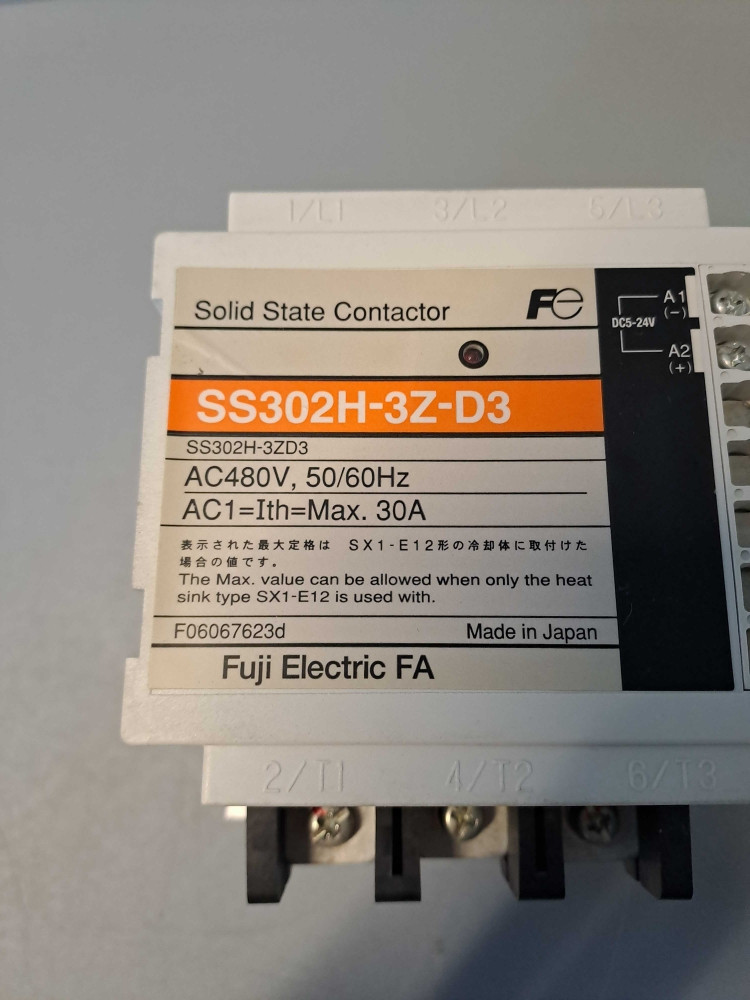 1/L1 3/L2 5/L3
Solid State Contactor Fe
A1
(-)
DC5-24V
A2
(+)
SS302H-3Z-D3
SS302H-3ZD3
AC480V, 50/60Hz
AC1=Ith=Max. 30A
表示された最大定格は SX1-E12形の冷却体に取付けた
場合の値です。
The Max. value can be allowed when only the heat
sink type SX1-E12 is used with.
F06067623d Made in Japan
Fuji Electric FA
2/T1 4/T2 6/T3